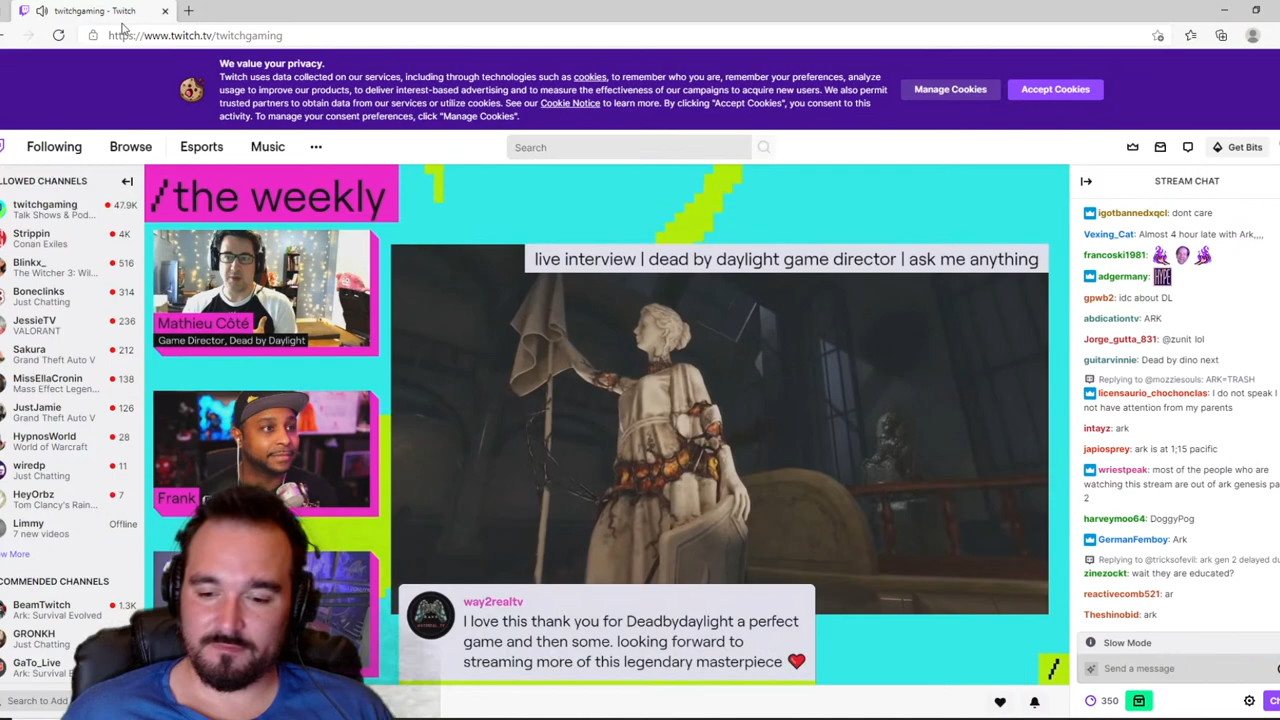 twitchgaming - Twitch
https://www.twitch.tv/twitchgaming
We value your privacy.
Twitch uses data collected on our services, including through technologies such as cookies, to remember who you are, remember your preferences, analyze
usage to improve our products, to deliver interest-based advertising and to measure the effectiveness of our campaigns to acquire new users. We also permit
trusted partners to obtain data from our services or utilize cookies. See our Cookie Notice to learn more. By clicking "Accept Cookies", you consent to this
activity. To manage your consent preferences, click "Manage Cookies".
Manage Cookies
Accept Cookies
Following
Browse
Esports
Music
Search
Get Bits
LLOWED CHANNELS
twitchgaming 47.9K
Talk Shows & Pod...
Strippin 4K
Conan Exiles
Blinkx_ 516
The Witcher 3: Wil...
Boneclinks 314
Just Chatting
JessieTV 236
VALORANT
Sakura 212
Grand Theft Auto V
MissEllaCronin 138
Mass Effect Legen...
JustJamie 126
Grand Theft Auto V
HypnosWorld 28
World of Warcraft
wiredp 11
Just Chatting
HeyOrbz 7
Tom Clancy's Rain...
Limmy Offline
7 new videos
ow More
COMMENDED CHANNELS
BeamTwitch 1.3K
Ark: Survival Evolved
GRONKH
Just Chatting
GaTo_Live
Ark: Survival E
Search to Add
/the weekly
Mathieu Côté
Game Director, Dead by Daylight
Frank
live interview | dead by daylight game director | ask me anything
way2realtv
I love this thank you for Deadbydaylight a perfect
game and then some. looking forward to
streaming more of this legendary masterpiece ❤️
STREAM CHAT
igotbannedxqcl: dont care
Vexing_Cat: Almost 4 hour late with Ark,,,,
francoski1981:
adgermany: HYPE
gpwb2: idc about DL
abdicationtv: ARK
Jorge_gutta_831: @zunit lol
guitarvinnie: Dead by dino next
Replying to @mozziesouls: ARK=TRASH
licensaurio_chochonclas: I do not speak I
not have attention from my parents
intayz: ark
japiosprey: ark is at 1;15 pacific
wriestpeak: most of the people who are
watching this stream are out of ark genesis pa
2
harveymoo64: DoggyPog
GermanFemboy: Ark
Replying to @tricksofevil: ark gen 2 delayed du
zinezockt: wait they are educated?
reactivecomb521: ar
Theshinobid: ark
Slow Mode
Send a message
350
Ch